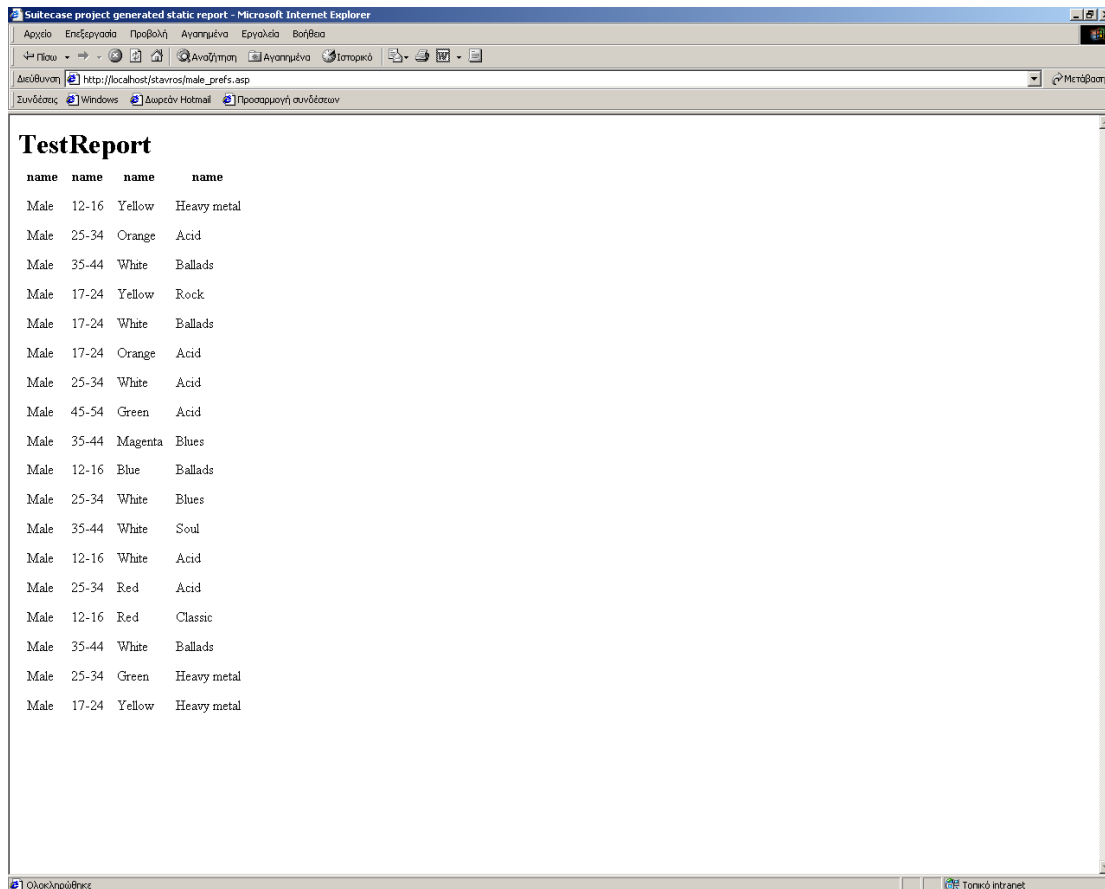 Suitecase project generated static report - Microsoft Internet Explorer
Αρχείο Επεξεργασία Προβολή Αγαπημένα Εργαλεία Βοήθεια
Πίσω Αναζήτηση Αγαπημένα Ιστορικό
Διεύθυνση http://localhost/stavros/male_prefs.asp Μετάβαση
Συνδέσεις Windows Δωρεάν Hotmail Προσαρμογή συνδέσεων
TestReport
name name name name
Male 12-16 Yellow Heavy metal
Male 25-34 Orange Acid
Male 35-44 White Ballads
Male 17-24 Yellow Rock
Male 17-24 White Ballads
Male 17-24 Orange Acid
Male 25-34 White Acid
Male 45-54 Green Acid
Male 35-44 Magenta Blues
Male 12-16 Blue Ballads
Male 25-34 White Blues
Male 35-44 White Soul
Male 12-16 White Acid
Male 25-34 Red Acid
Male 12-16 Red Classic
Male 35-44 White Ballads
Male 25-34 Green Heavy metal
Male 17-24 Yellow Heavy metal
Ολοκληρώθηκε Τοπικό intranet